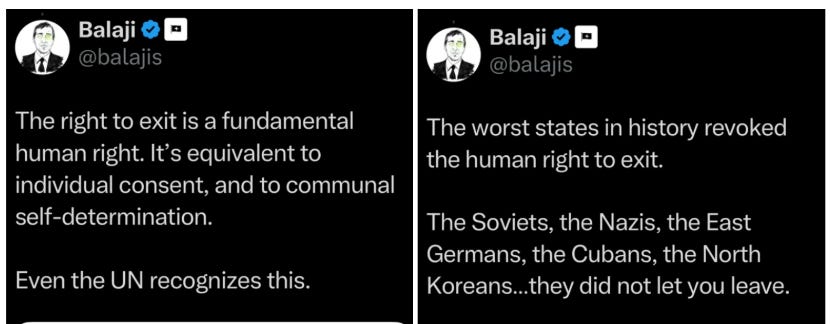 Balaji
@balajis
The right to exit is a fundamental
human right. It’s equivalent to
individual consent, and to communal
self-determination.
Even the UN recognizes this.
Balaji
@balajis
The worst states in history revoked
the human right to exit.
The Soviets, the Nazis, the East
Germans, the Cubans, the North
Koreans...they did not let you leave.